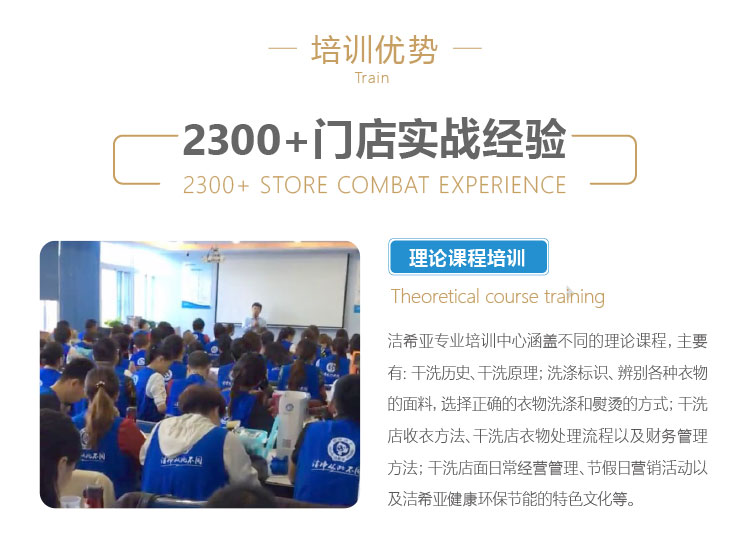 培训优势
Train
2300+门店实战经验
2300+ STORE COMBAT EXPERIENCE
理论课程培训
Theoretical course training
洁希亚专业培训中心涵盖不同的理论课程，主要
有：干洗历史、干洗原理；洗涤标识、辨别各种衣物
的面料，选择正确的衣物洗涤和熨烫的方式；干洗
店收衣方法、干洗店衣物处理流程以及财务管理
方法；干洗店面日常经营管理、节假日营销活动以
及洁希亚健康环保节能的特色文化等。
洁净从此不同